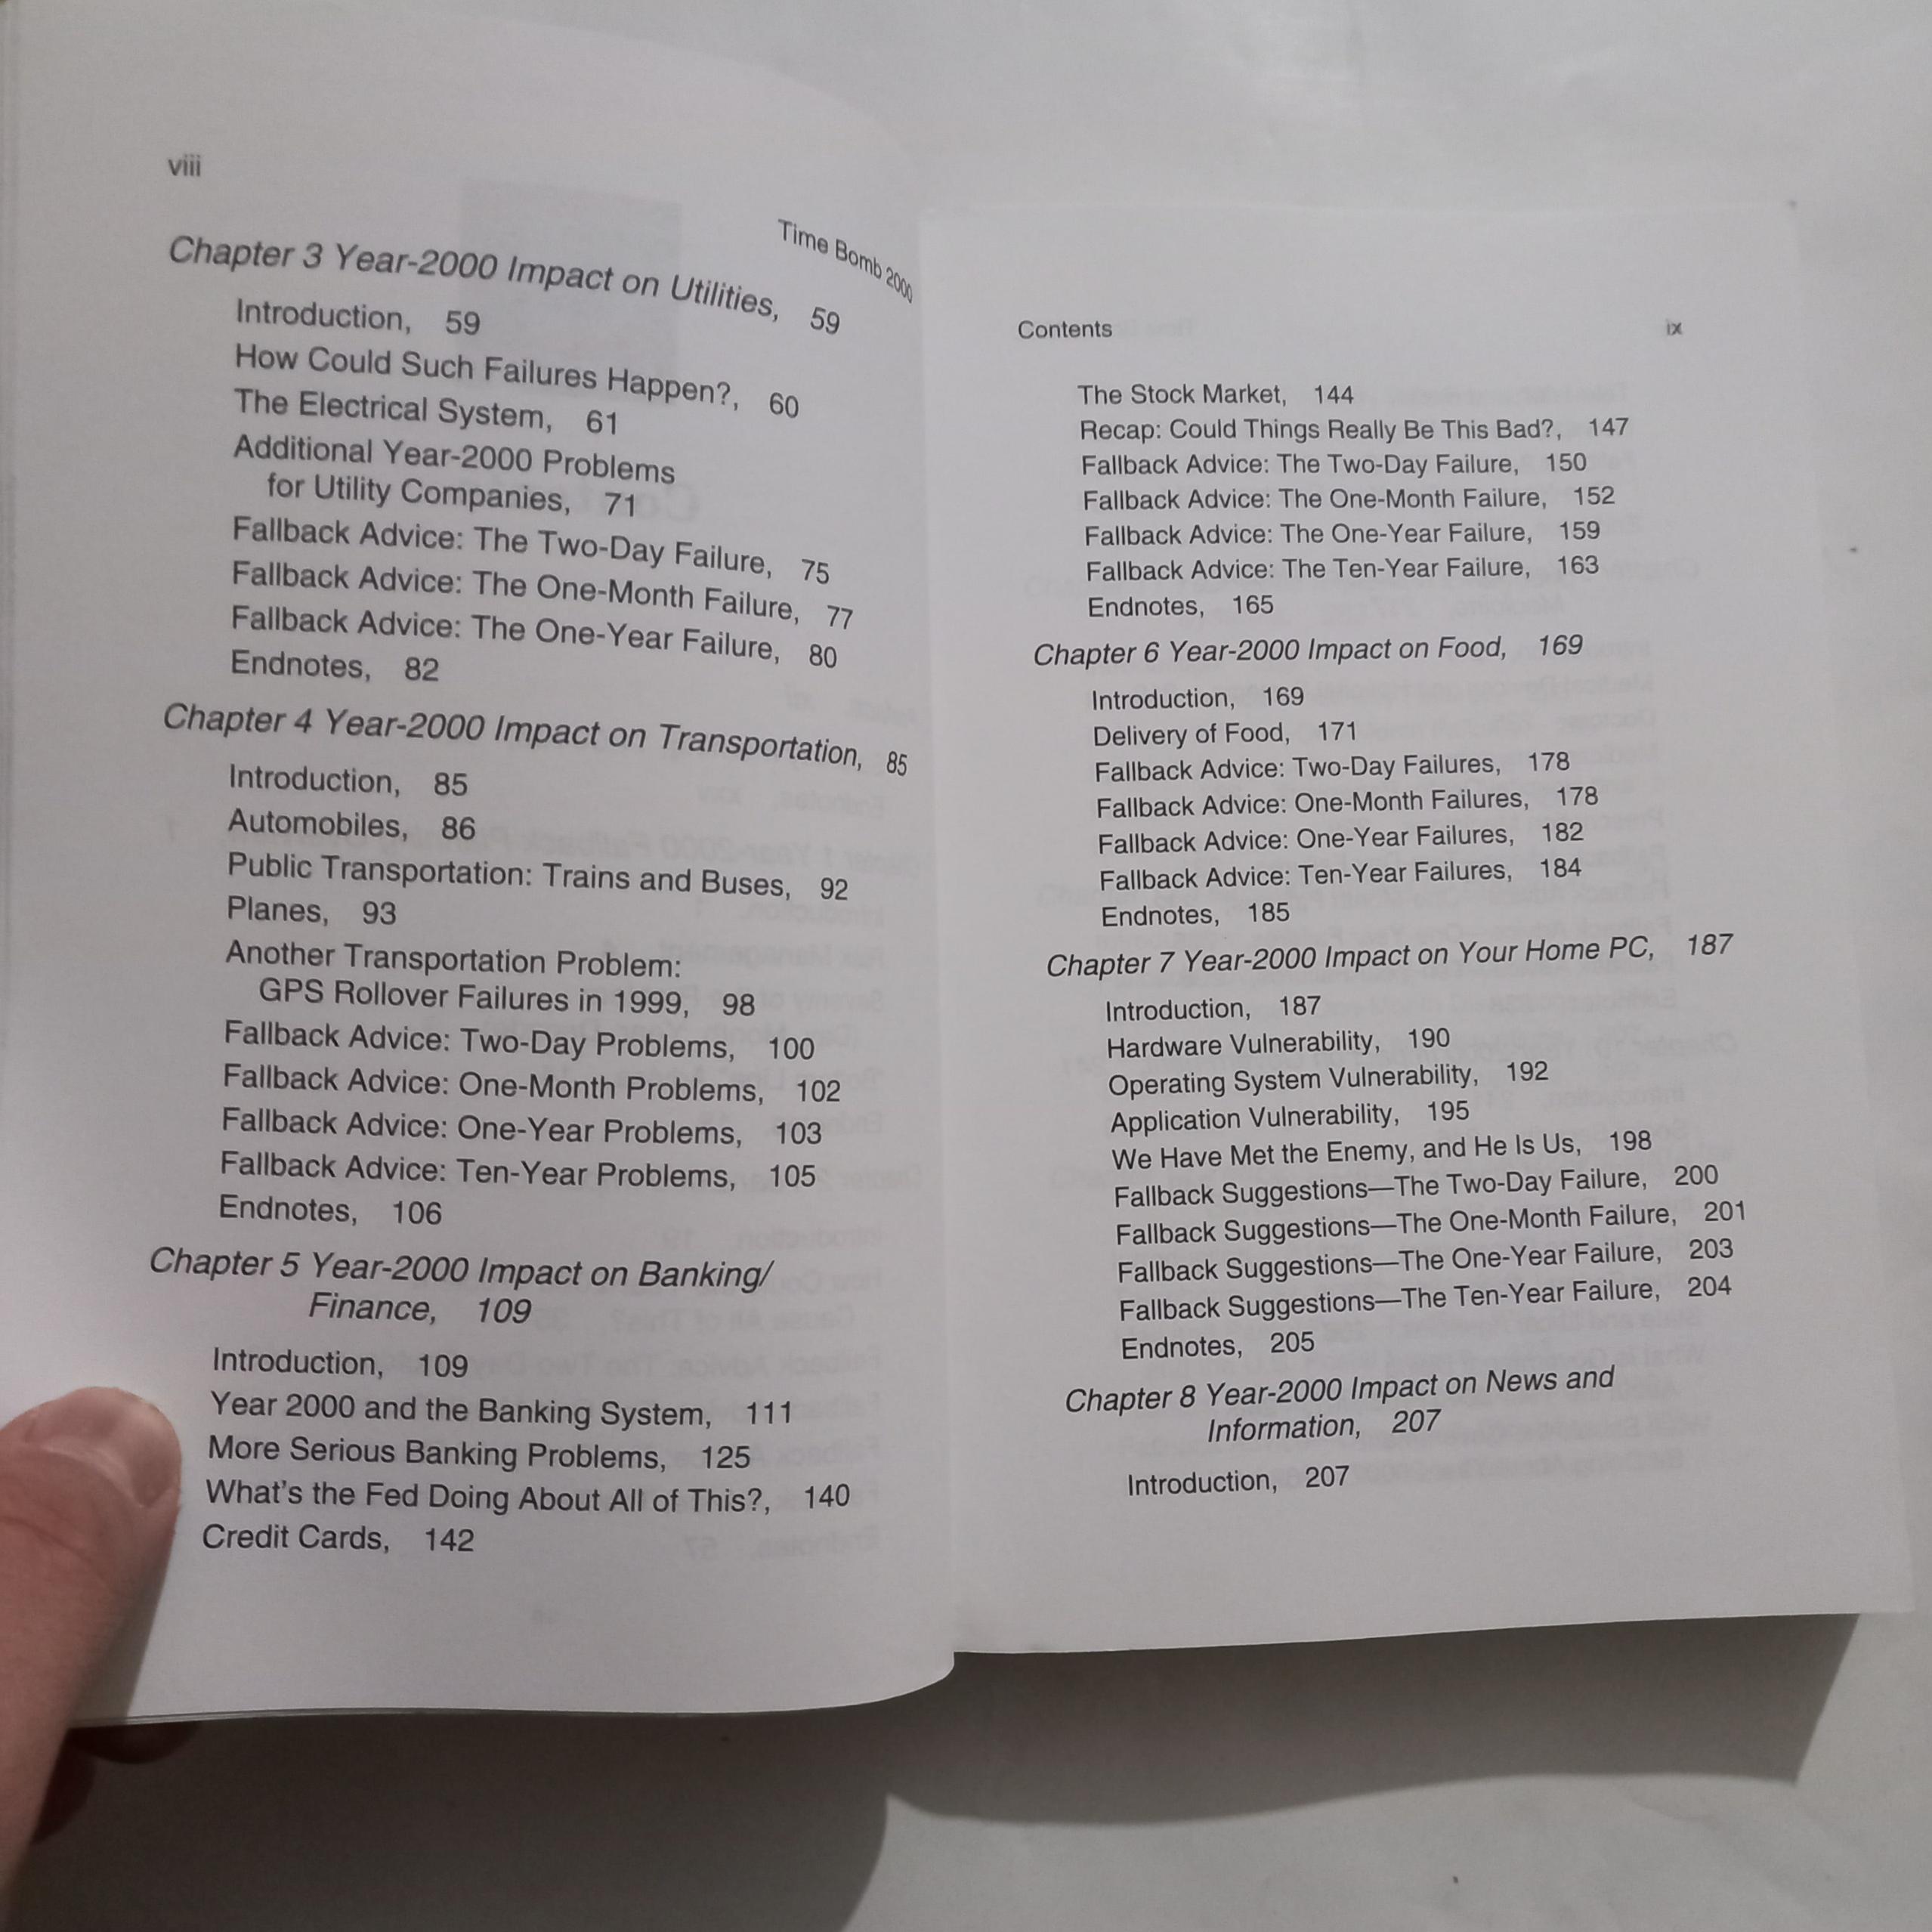 viii
Time Bomb 2000
Chapter 3 Year-2000 Impact on Utilities, 59
Introduction, 59
How Could Such Failures Happen?, 60
The Electrical System, 61
Additional Year-2000 Problems
for Utility Companies, 71
Fallback Advice: The Two-Day Failure, 75
Fallback Advice: The One-Month Failure, 77
Fallback Advice: The One-Year Failure, 80
Endnotes, 82
Chapter 4 Year-2000 Impact on Transportation, 85
Introduction, 85
Automobiles, 86
Public Transportation: Trains and Buses, 92
Planes, 93
Another Transportation Problem:
GPS Rollover Failures in 1999, 98
Fallback Advice: Two-Day Problems, 100
Fallback Advice: One-Month Problems, 102
Fallback Advice: One-Year Problems, 103
Fallback Advice: Ten-Year Problems, 105
Endnotes, 106
Chapter 5 Year-2000 Impact on Banking/
Finance, 109
Introduction, 109
Year 2000 and the Banking System, 111
More Serious Banking Problems, 125
What's the Fed Doing About All of This?, 140
Credit Cards, 142
Contents ix
The Stock Market, 144
Recap: Could Things Really Be This Bad?, 147
Fallback Advice: The Two-Day Failure, 150
Fallback Advice: The One-Month Failure, 152
Fallback Advice: The One-Year Failure, 159
Fallback Advice: The Ten-Year Failure, 163
Endnotes, 165
Chapter 6 Year-2000 Impact on Food, 169
Introduction, 169
Delivery of Food, 171
Fallback Advice: Two-Day Failures, 178
Fallback Advice: One-Month Failures, 178
Fallback Advice: One-Year Failures, 182
Fallback Advice: Ten-Year Failures, 184
Endnotes, 185
Chapter 7 Year-2000 Impact on Your Home PC, 187
Introduction, 187
Hardware Vulnerability, 190
Operating System Vulnerability, 192
Application Vulnerability, 195
We Have Met the Enemy, and He Is Us, 198
Fallback Suggestions—The Two-Day Failure, 200
Fallback Suggestions—The One-Month Failure, 201
Fallback Suggestions—The One-Year Failure, 203
Fallback Suggestions—The Ten-Year Failure, 204
Endnotes, 205
Chapter 8 Year-2000 Impact on News and
Information, 207
Introduction, 207